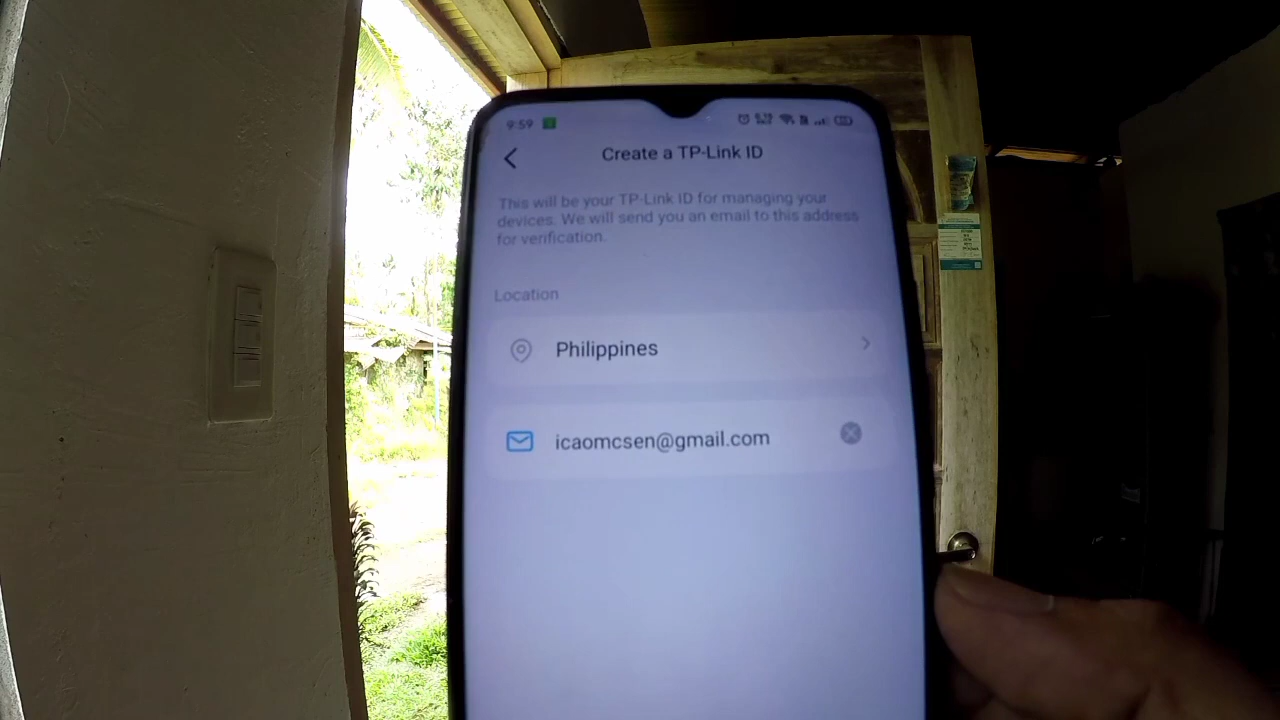 9:59
Create a TP-Link ID
This will be your TP-Link ID for managing your
devices. We will send you an email to this address
for verification.
Location
Philippines
icaomcsen@gmail.com